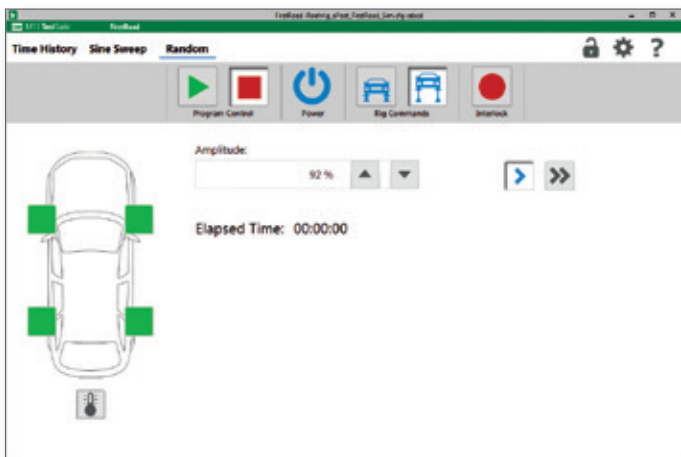 Time History Sine Sweep Random
Program Control Power Rig Commands Interlock
Amplitude:
92 %
Elapsed Time: 00:00:00